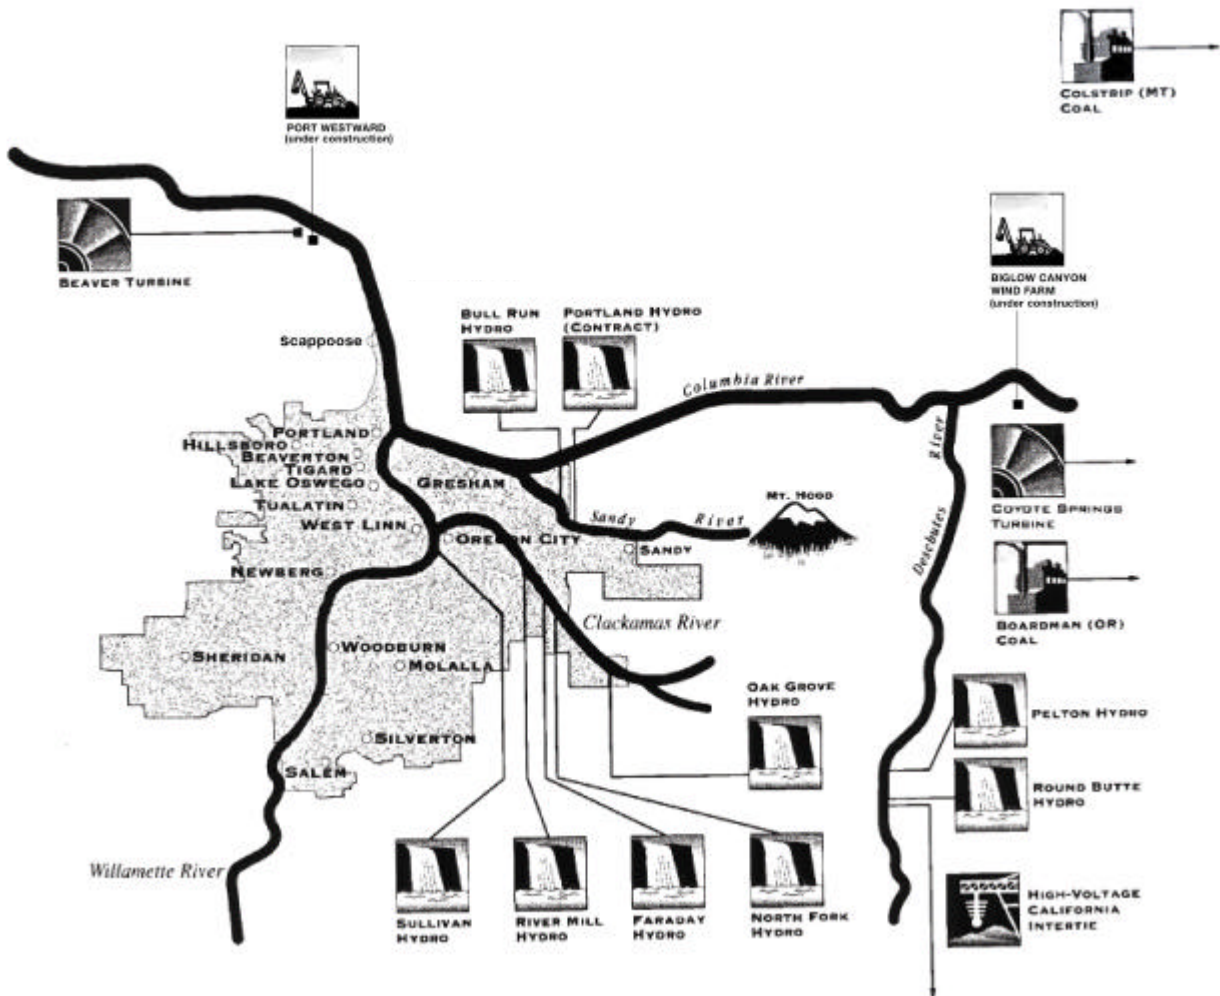 COLSTRIP (MT)
COAL
PORT WESTWARD
(under construction)
BEAVER TURBINE
BIGLOW CANYON
WIND FARM
(under construction)
BULL RUN
HYDRO
PORTLAND HYDRO
(CONTRACT)
Scappoose
Columbia River
PORTLAND
HILLSBORO
BEAVERTON
TIGARD
LAKE OSWEGO
GRESHAM
TUALATIN
WEST LINN
OREGON CITY
Sandy River
SANDY
MT. HOOD
NEWBERG
Deschutes River
COYOTE SPRINGS
TURBINE
BOARDMAN (OR)
COAL
Clackamas River
SHERIDAN
WOODBURN
MOLALLA
OAK GROVE
HYDRO
PELTON HYDRO
SILVERTON
SALEM
ROUND BUTTE
HYDRO
Willamette River
SULLIVAN
HYDRO
RIVER MILL
HYDRO
FARADAY
HYDRO
NORTH FORK
HYDRO
HIGH-VOLTAGE
CALIFORNIA
INTERTIE